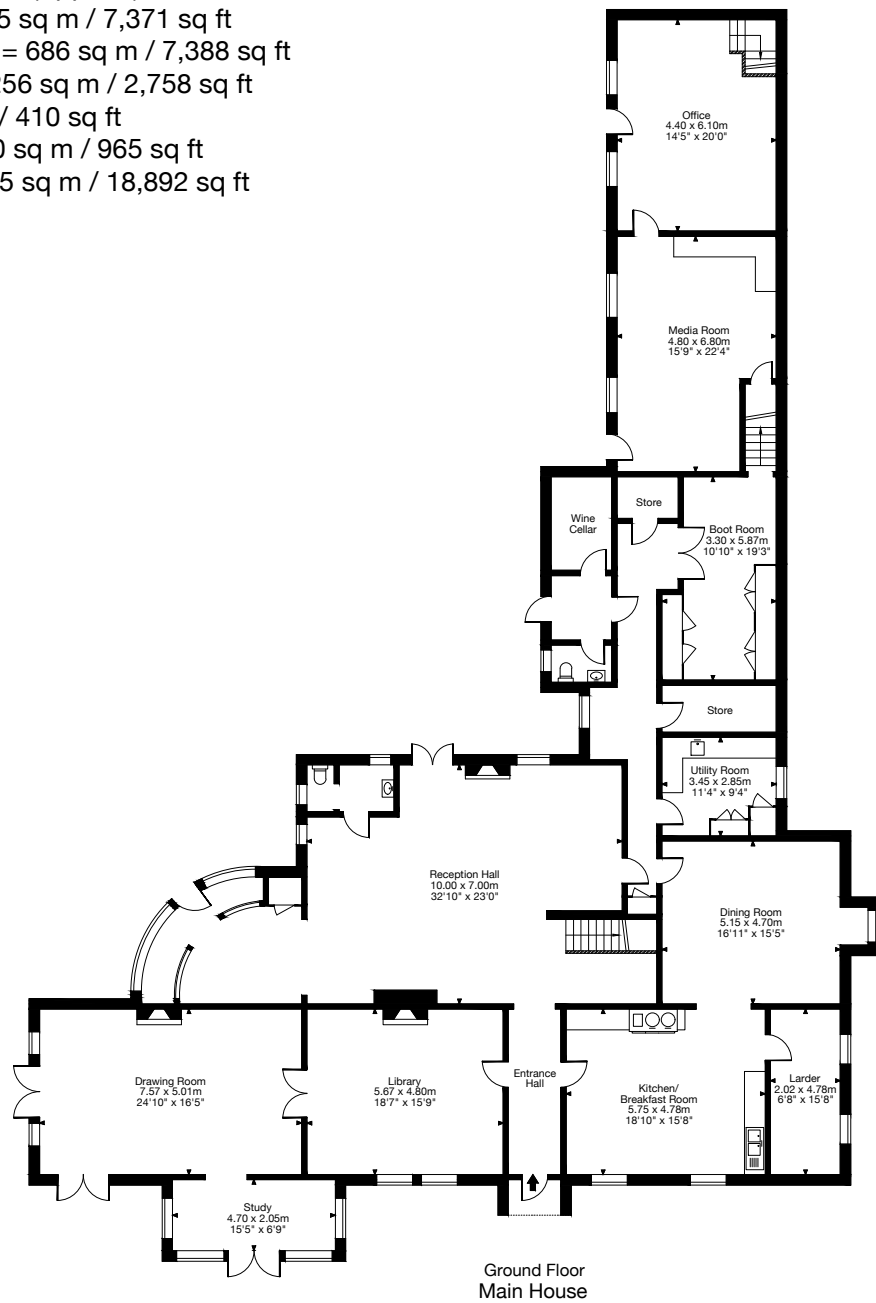 5 sq m / 7,371 sq ft
= 686 sq m / 7,388 sq ft
256 sq m / 2,758 sq ft
/ 410 sq ft
0 sq m / 965 sq ft
5 sq m / 18,892 sq ft
Office
4.40 x 6.10m
14'5" x 20'0"
Media Room
4.80 x 6.80m
15'9" x 22'4"
Store
Wine
Cellar
Boot Room
3.30 x 5.87m
10'10" x 19'3"
Store
Utility Room
3.45 x 2.85m
11'4" x 9'4"
Reception Hall
10.00 x 7.00m
32'10" x 23'0"
Dining Room
5.15 x 4.70m
16'11" x 15'5"
Drawing Room
7.57 x 5.01m
24'10" x 16'5"
Library
5.67 x 4.80m
18'7" x 15'9"
Entrance
Hall
Kitchen/
Breakfast Room
5.75 x 4.78m
18'10" x 15'8"
Larder
2.02 x 4.78m
6'8" x 15'8"
Study
4.70 x 2.05m
15'5" x 6'9"
Ground Floor
Main House